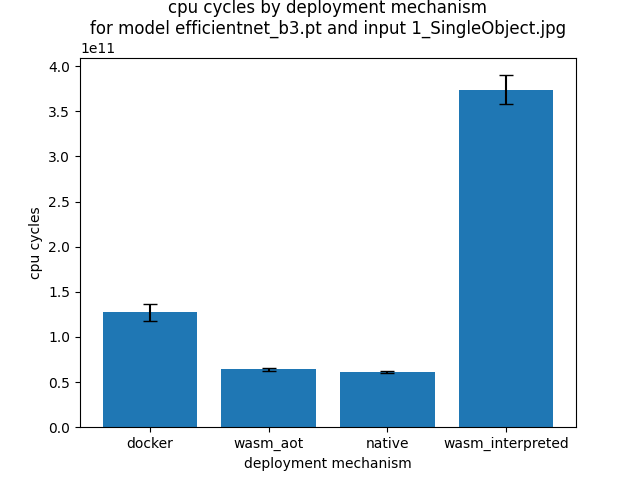 cpu cycles by deployment mechanism
for model efficientnet_b3.pt and input 1_SingleObject.jpg
1e11
4.0
3.5
3.0
2.5
2.0
1.5
1.0
0.5
0.0
cpu cycles
docker wasm_aot native wasm_interpreted
deployment mechanism